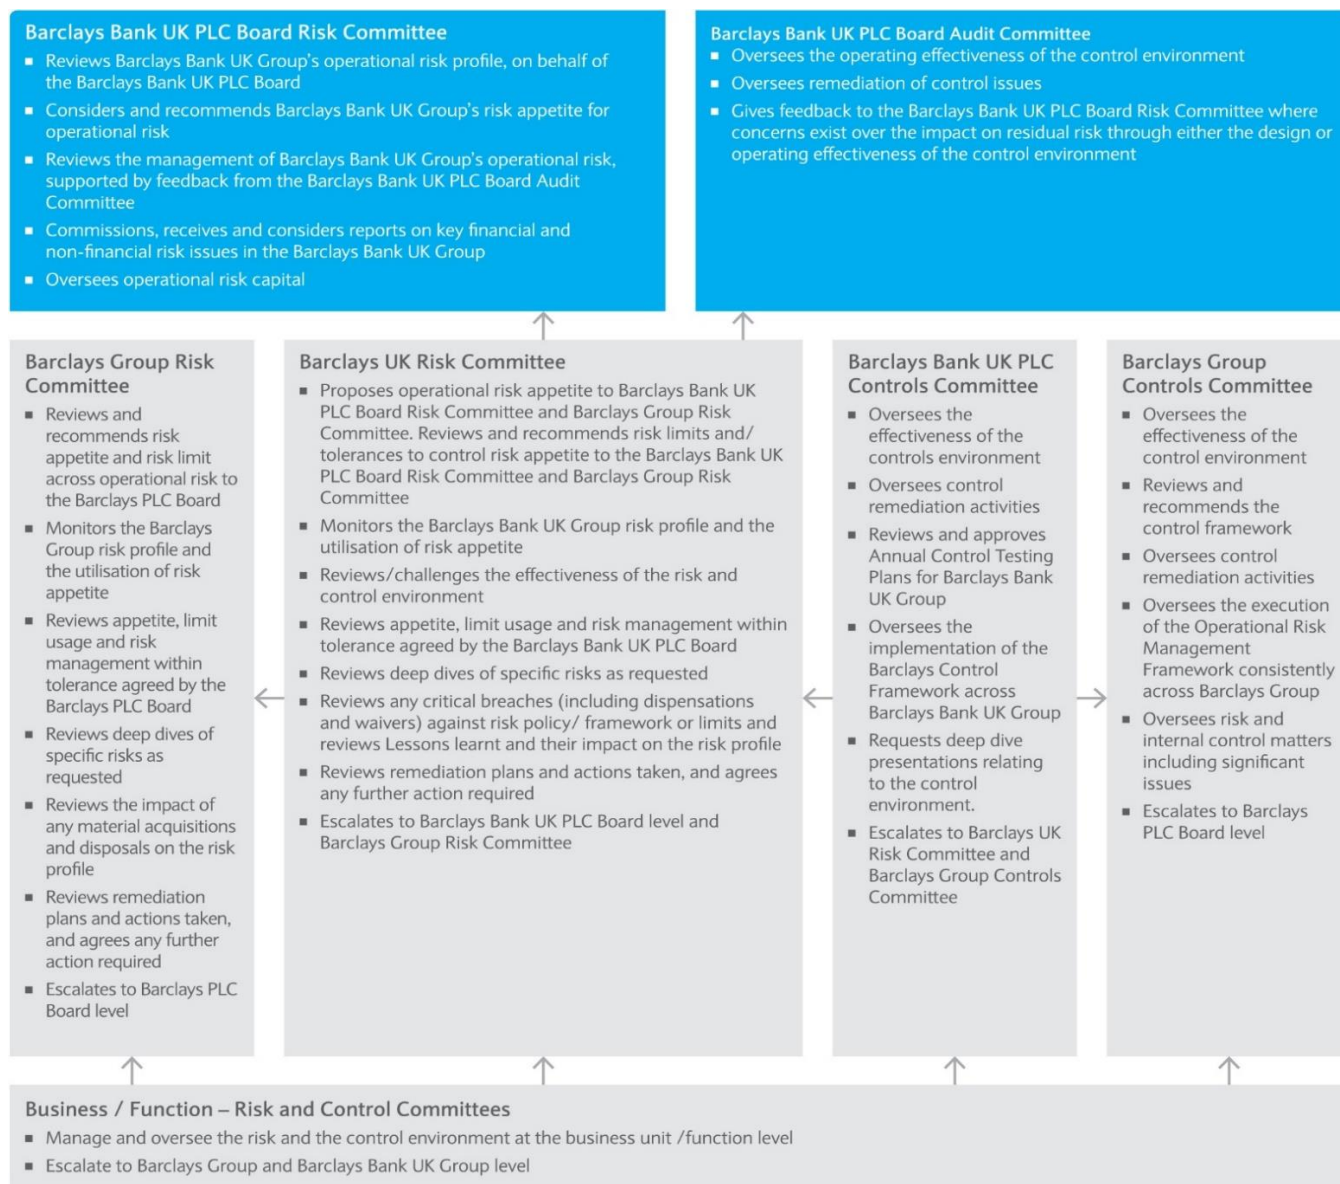 Barclays Bank UK PLC Board Risk Committee
▪ Reviews Barclays Bank UK Group's operational risk profile, on behalf of
the Barclays Bank UK PLC Board
▪ Considers and recommends Barclays Bank UK Group's risk appetite for
operational risk
▪ Reviews the management of Barclays Bank UK Group's operational risk,
supported by feedback from the Barclays Bank UK PLC Board Audit
Committee
▪ Commissions, receives and considers reports on key financial and
non-financial risk issues in the Barclays Bank UK Group
▪ Oversees operational risk capital
Barclays Bank UK PLC Board Audit Committee
▪ Oversees the operating effectiveness of the control environment
▪ Oversees remediation of control issues
▪ Gives feedback to the Barclays Bank UK PLC Board Risk Committee where
concerns exist over the impact on residual risk through either the design or
operating effectiveness of the control environment
Barclays Group Risk
Committee
▪ Reviews and
recommends risk
appetite and risk limit
across operational risk to
the Barclays PLC Board
▪ Monitors the Barclays
Group risk profile and
the utilisation of risk
appetite
▪ Reviews appetite, limit
usage and risk
management within
tolerance agreed by the
Barclays PLC Board
▪ Reviews deep dives of
specific risks as
requested
▪ Reviews the impact of
any material acquisitions
and disposals on the risk
profile
▪ Reviews remediation
plans and actions taken,
and agrees any further
action required
▪ Escalates to Barclays PLC
Board level
Barclays UK Risk Committee
▪ Proposes operational risk appetite to Barclays Bank UK
PLC Board Risk Committee and Barclays Group Risk
Committee. Reviews and recommends risk limits and/
tolerances to control risk appetite to the Barclays Bank UK
PLC Board Risk Committee and Barclays Group Risk
Committee
▪ Monitors the Barclays Bank UK Group risk profile and the
utilisation of risk appetite
▪ Reviews/challenges the effectiveness of the risk and
control environment
▪ Reviews appetite, limit usage and risk management within
tolerance agreed by the Barclays Bank UK PLC Board
▪ Reviews deep dives of specific risks as requested
▪ Reviews any critical breaches (including dispensations
and waivers) against risk policy/ framework or limits and
reviews Lessons learnt and their impact on the risk profile
▪ Reviews remediation plans and actions taken, and agrees
any further action required
▪ Escalates to Barclays Bank UK PLC Board level and
Barclays Group Risk Committee
Barclays Bank UK PLC
Controls Committee
▪ Oversees the
effectiveness of the
controls environment
▪ Oversees control
remediation activities
▪ Reviews and approves
Annual Control Testing
Plans for Barclays Bank
UK Group
▪ Oversees the
implementation of the
Barclays Control
Framework across
Barclays Bank UK Group
▪ Requests deep dive
presentations relating
to the control
environment.
▪ Escalates to Barclays UK
Risk Committee and
Barclays Group Controls
Committee
Barclays Group
Controls Committee
▪ Oversees the
effectiveness of the
control environment
▪ Reviews and
recommends the
control framework
▪ Oversees control
remediation activities
▪ Oversees the execution
of the Operational Risk
Management
Framework consistently
across Barclays Group
▪ Oversees risk and
internal control matters
including significant
issues
▪ Escalates to Barclays
PLC Board level
Business / Function – Risk and Control Committees
▪ Manage and oversee the risk and the control environment at the business unit /function level
▪ Escalate to Barclays Group and Barclays Bank UK Group level